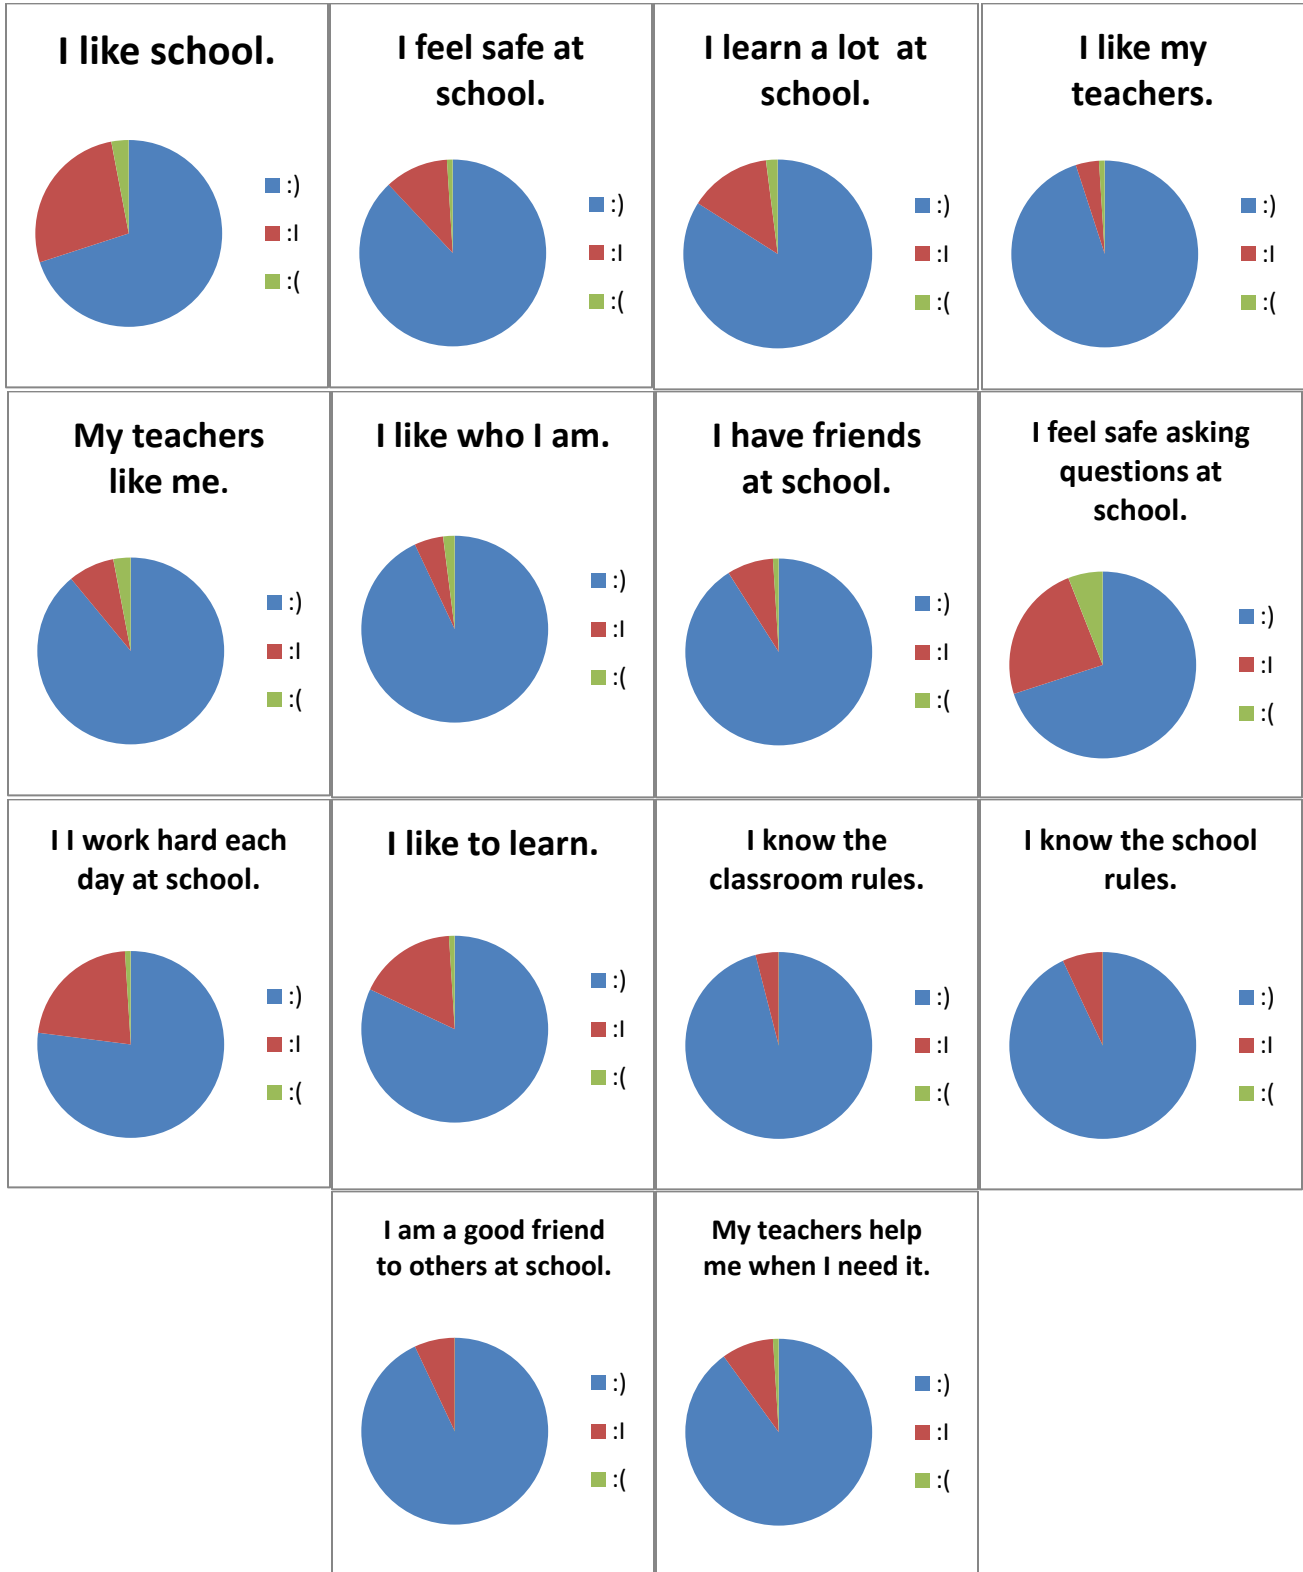 I like school.
:)
:l
:(
I feel safe at
school.
:)
:l
:(
I learn a lot  at
school.
:)
:l
:(
I like my
teachers.
:)
:l
:(
My teachers
like me.
:)
:l
:(
I like who I am.
:)
:l
:(
I have friends
at school.
:)
:l
:(
I feel safe asking
questions at
school.
:)
:l
:(
I I work hard each
day at school.
:)
:l
:(
I like to learn.
:)
:l
:(
I know the
classroom rules.
:)
:l
:(
I know the school
rules.
:)
:l
:(
I am a good friend
to others at school.
:)
:l
:(
My teachers help
me when I need it.
:)
:l
:(